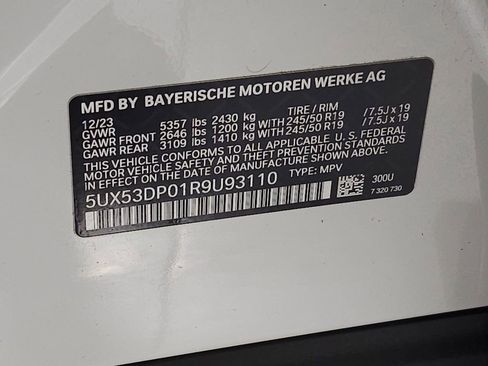 MFD BY BAYERISCHE MOTOREN WERKE AG
12/23 5357 lbs 2430 kg TIRE / RIM
GVWR
GAWR FRONT 2646 lbs 1200 kg WITH 245/50 R19 /7.5J x 19
GAWR REAR 3109 lbs 1410 kg WITH 245/50 R19 /7.5J x 19
THIS VEHICLE CONFORMS TO ALL APPLICABLE U.S. FEDERAL
MOTOR VEHICLE SAFETY STANDARDS IN EFFECT ON
THE DATE OF MANUFACTURE SHOWN ABOVE.
5UX53DP01R9U93110 TYPE: MPV
300U
7 320 730